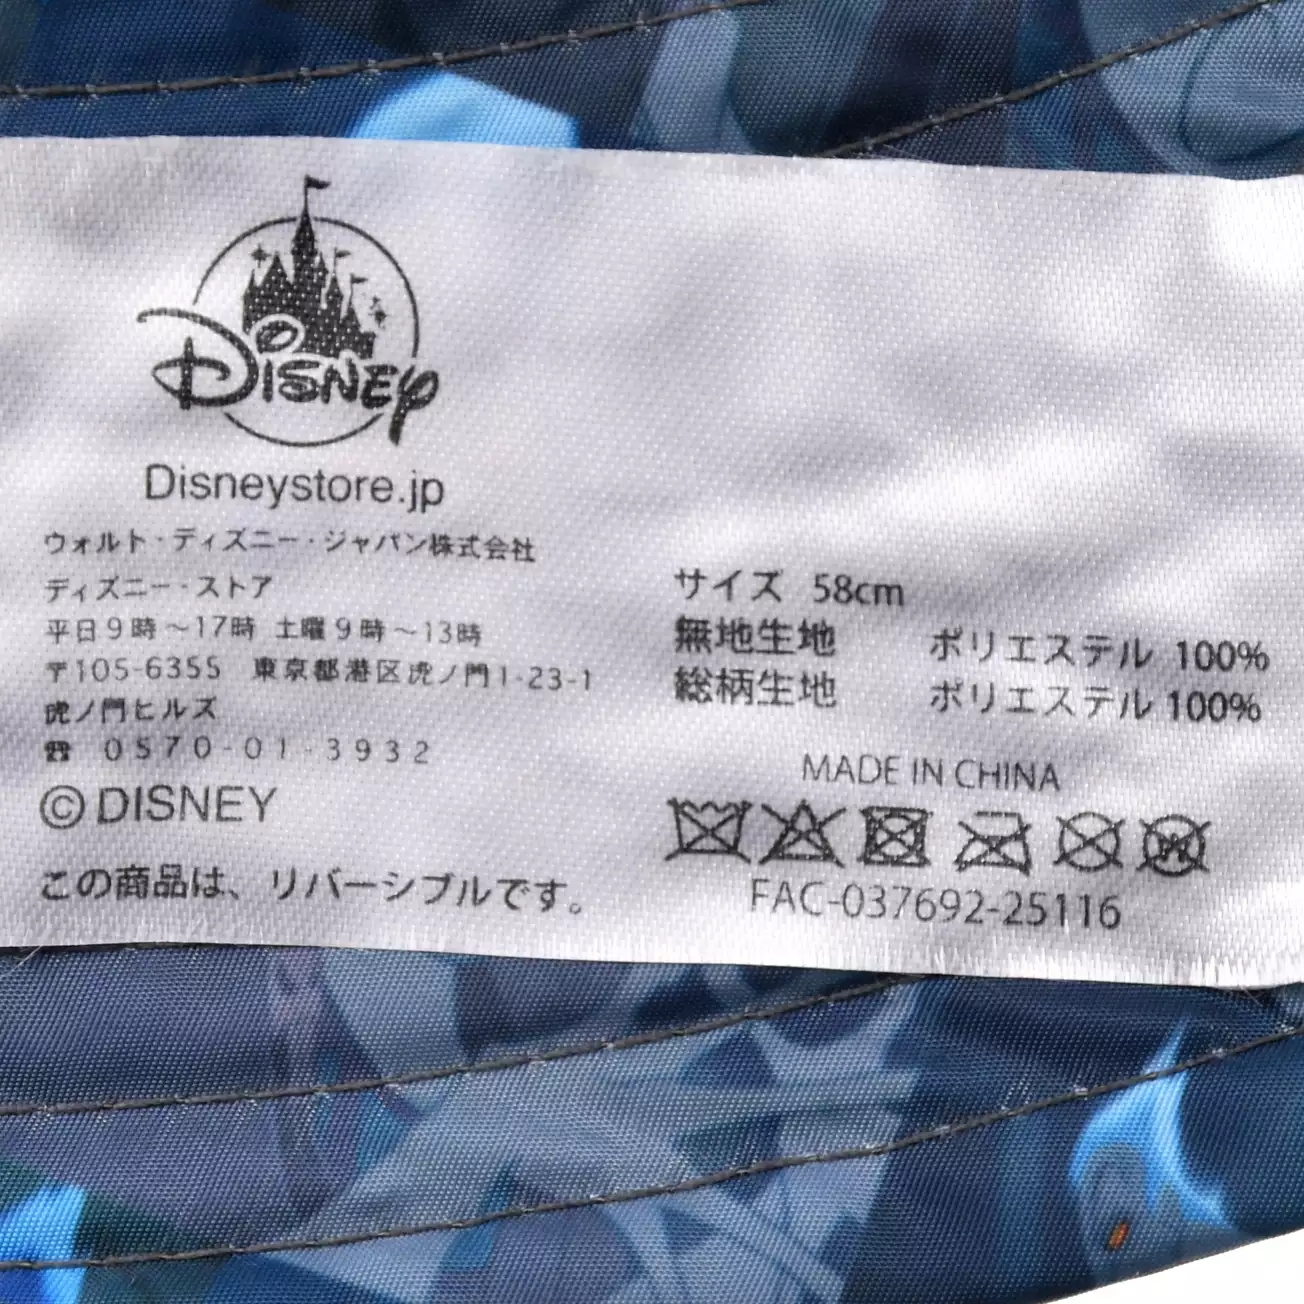 DISNEY
Disneystore.jp
ウォルト・ディズニー・ジャパン株式会社
ディズニー・ストア
平日9時〜17時 土曜9時〜13時
〒105-6355 東京都港区虎ノ門1-23-1
虎ノ門ヒルズ
☎ 0570-01-3932
©DISNEY
この商品は、リバーシブルです。
サイズ 58cm
無地生地 ポリエステル 100%
総柄生地 ポリエステル 100%
MADE IN CHINA
W
FAC-037692-25116